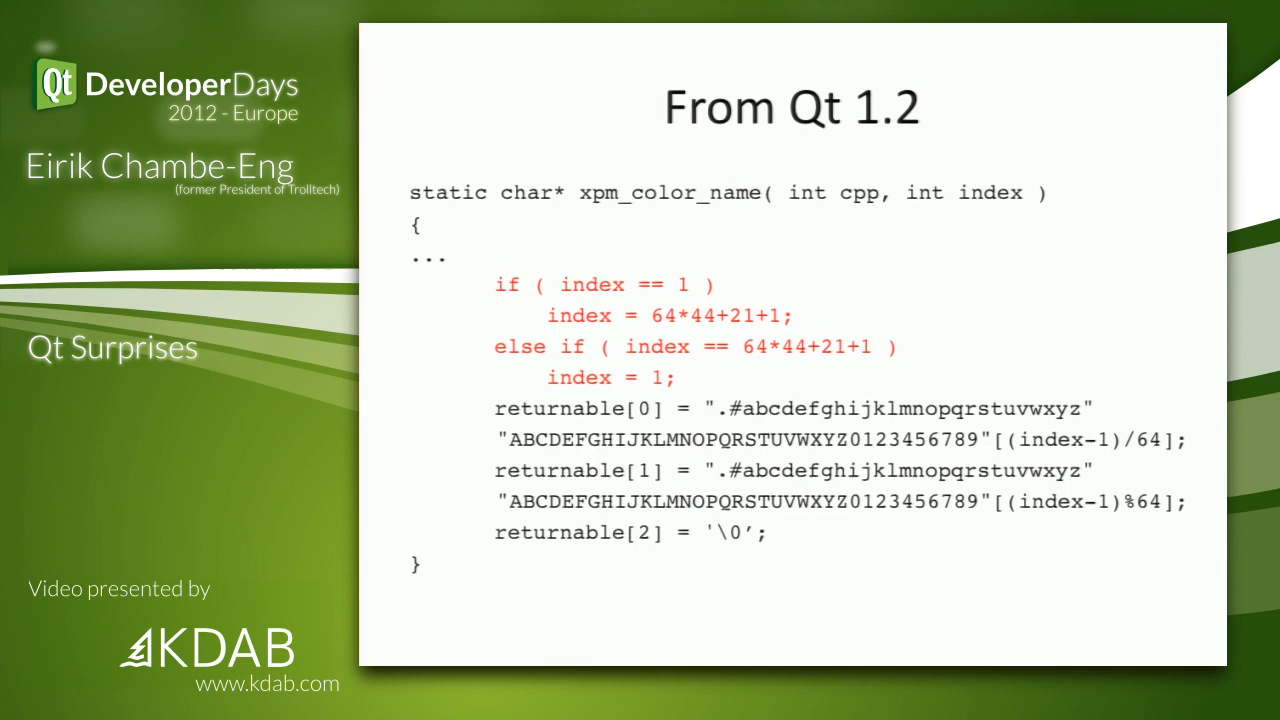 Qt DeveloperDays
2012 - Europe
Eirik Chambe-Eng
(former President of Trolltech)
Qt Surprises
Video presented by
KDAB
www.kdab.com
From Qt 1.2
static char* xpm_color_name( int cpp, int index )
{
...
if ( index == 1 )
index = 64*44+21+1;
else if ( index == 64*44+21+1 )
index = 1;
returnable[0] = ".#abcdefghijklmnopqrstuvwxyz"
"ABCDEFGHIJKLMNOPQRSTUVWXYZ0123456789"[(index-1)/64];
returnable[1] = ".#abcdefghijklmnopqrstuvwxyz"
"ABCDEFGHIJKLMNOPQRSTUVWXYZ0123456789"[(index-1)%64];
returnable[2] = '\0’;
}